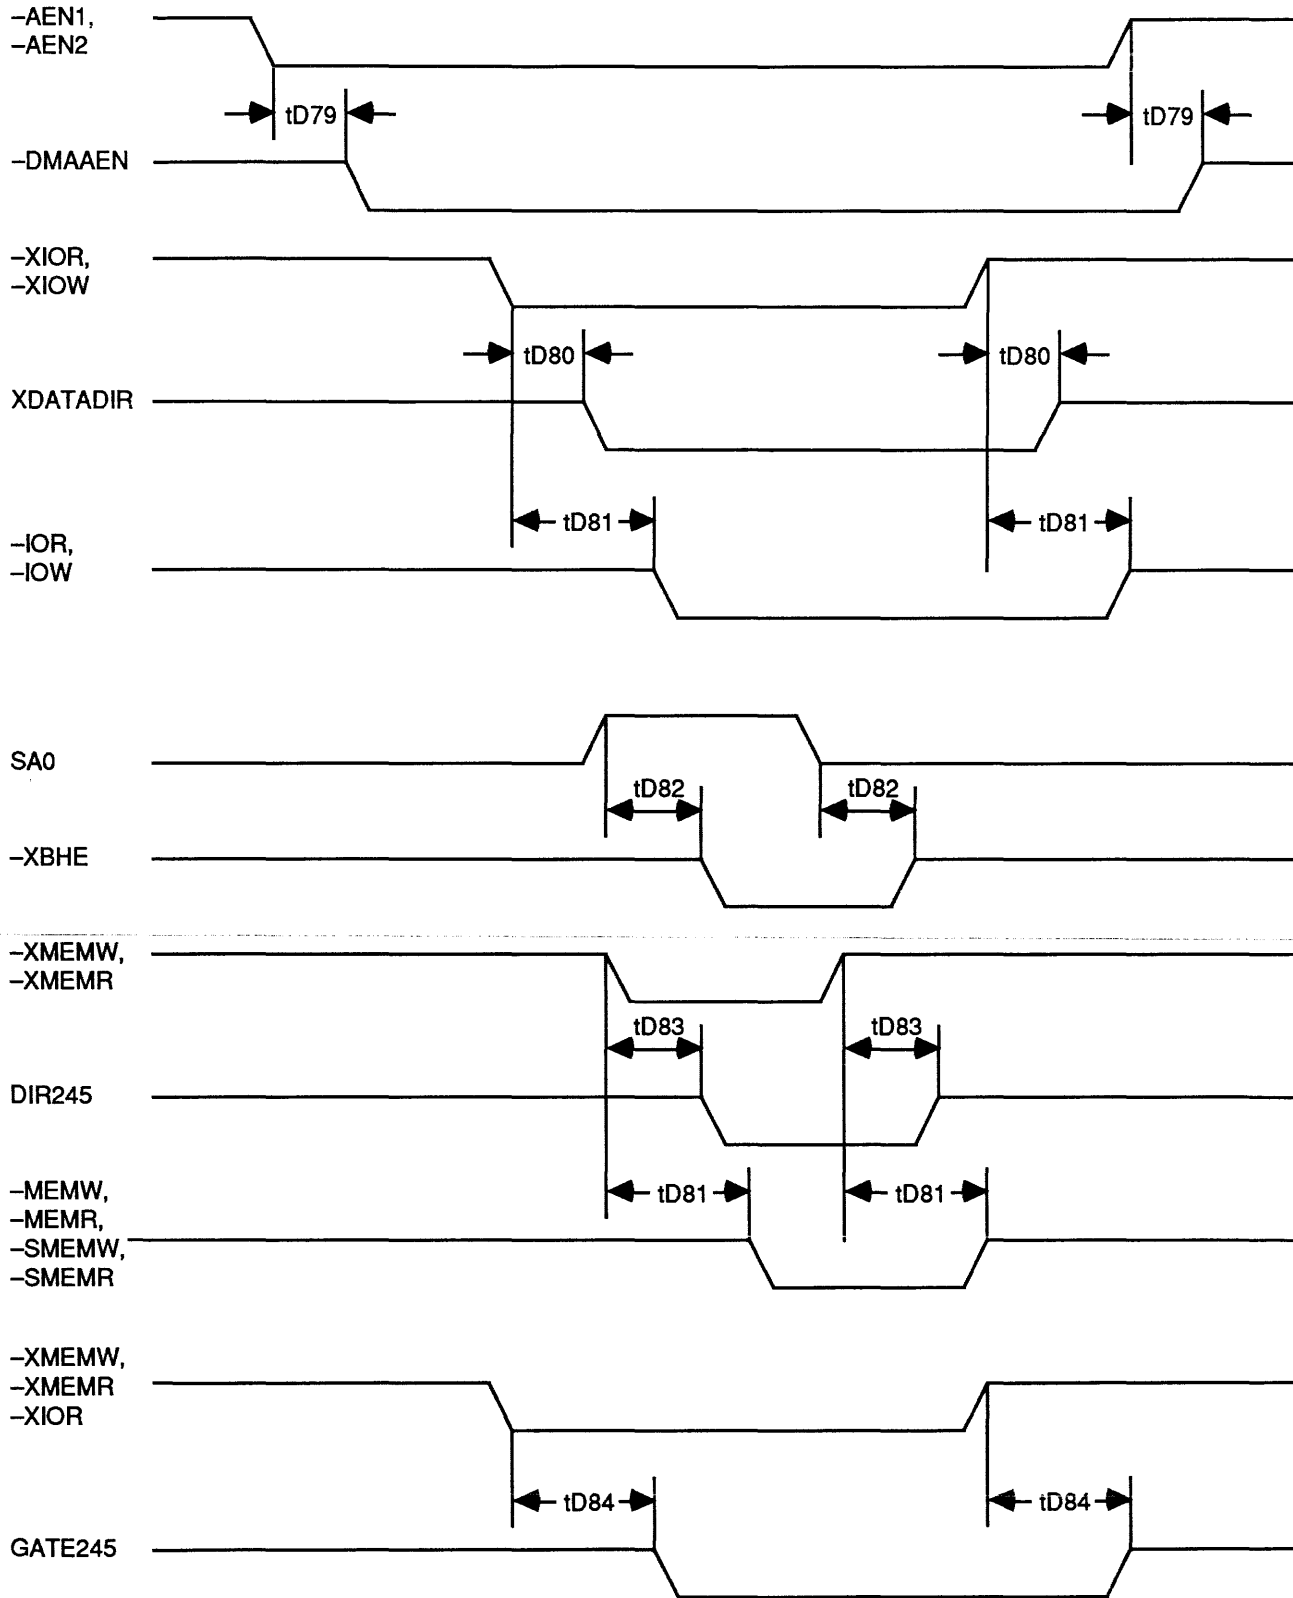 –AEN1,
–AEN2
tD79
tD79
–DMAAEN
–XIOR,
–XIOW
tD80
tD80
XDATADIR
tD81
tD81
–IOR,
–IOW
SA0
tD82
tD82
–XBHE
–XMEMW,
–XMEMR
tD83
tD83
DIR245
–MEMW,
–MEMR,
–SMEMW,
–SMEMR
tD81
tD81
–XMEMW,
–XMEMR
–XIOR
tD84
tD84
GATE245